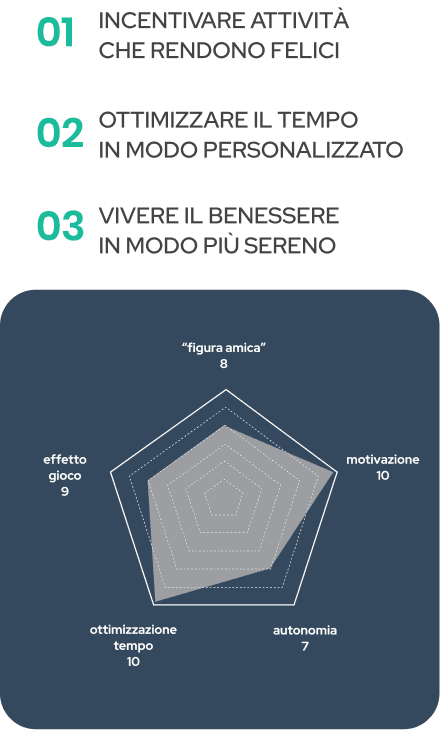 01 INCENTIVARE ATTIVITÀ
CHE RENDONO FELICI
02 OTTIMIZZARE IL TEMPO
IN MODO PERSONALIZZATO
03 VIVERE IL BENESSERE
IN MODO PIÙ SERENO
“figura amica”
8
motivazione
10
effetto
gioco
9
ottimizzazione
tempo
10
autonomia
7